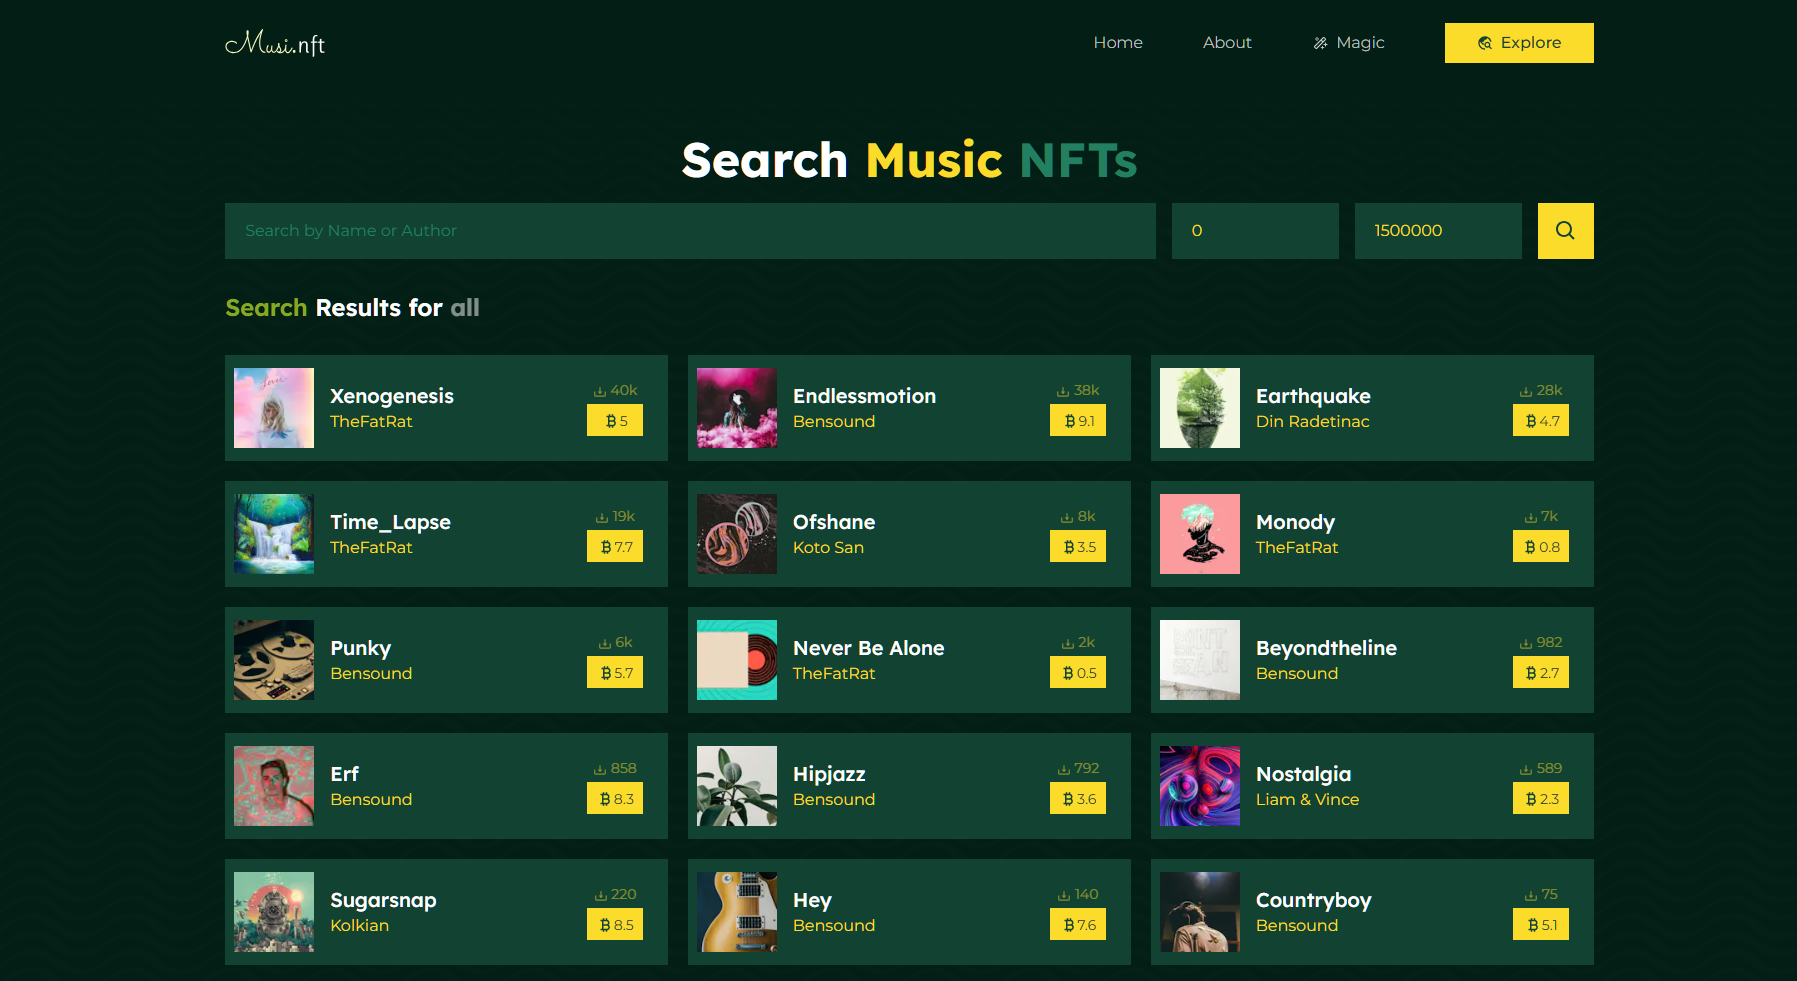 Musi.nft
Home
About
Magic
Explore
Search Music NFTs
Search by Name or Author
0
1500000
Search Results for all
Xenogenesis
TheFatRat
40k
₿ 5
Endlessmotion
Bensound
38k
₿ 9.1
Earthquake
Din Radetinac
28k
₿ 4.7
Time_Lapse
TheFatRat
19k
₿ 7.7
Ofshane
Koto San
8k
₿ 3.5
Monody
TheFatRat
7k
₿ 0.8
Punky
Bensound
6k
₿ 5.7
Never Be Alone
TheFatRat
2k
₿ 0.5
Beyondtheline
Bensound
982
₿ 2.7
Erf
Bensound
858
₿ 8.3
Hipjazz
Bensound
792
₿ 3.6
Nostalgia
Liam & Vince
589
₿ 2.3
Sugarsnap
Kolkian
220
₿ 8.5
Hey
Bensound
140
₿ 7.6
Countryboy
Bensound
75
₿ 5.1